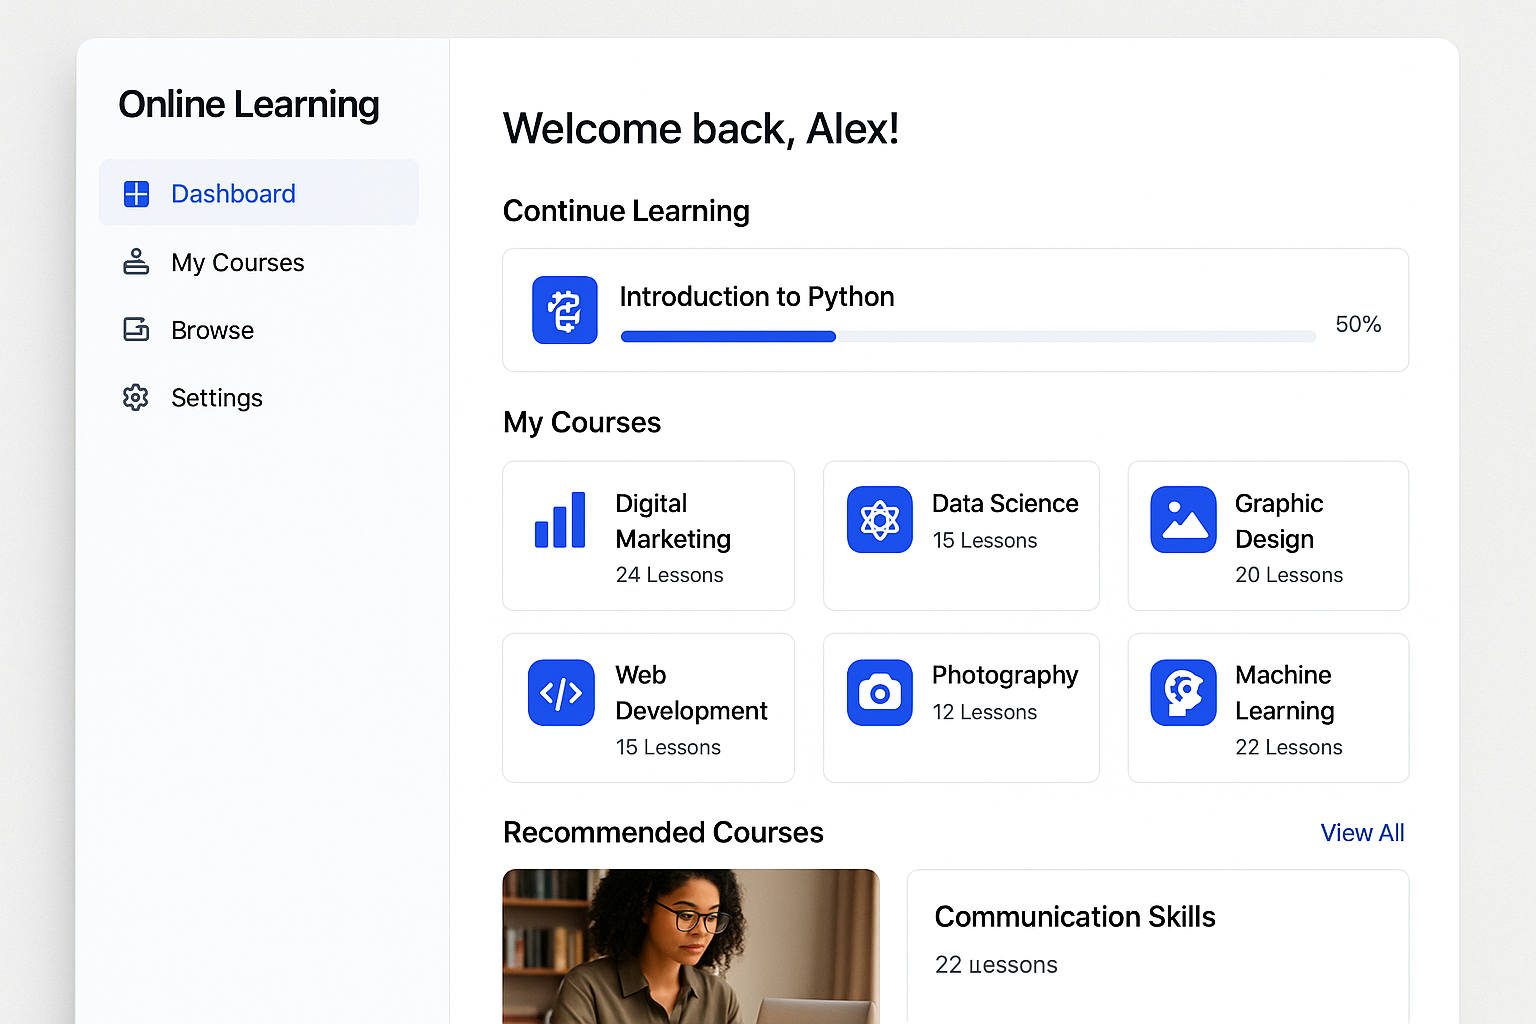 Online Learning
Dashboard
My Courses
Browse
Settings
Welcome back, Alex!
Continue Learning
Introduction to Python
50%
My Courses
Digital
Marketing
24 Lessons
Data Science
15 Lessons
Graphic
Design
20 Lessons
Web
Development
15 Lessons
Photography
12 Lessons
Machine
Learning
22 Lessons
Recommended Courses
View All
Communication Skills
22 ɯessons